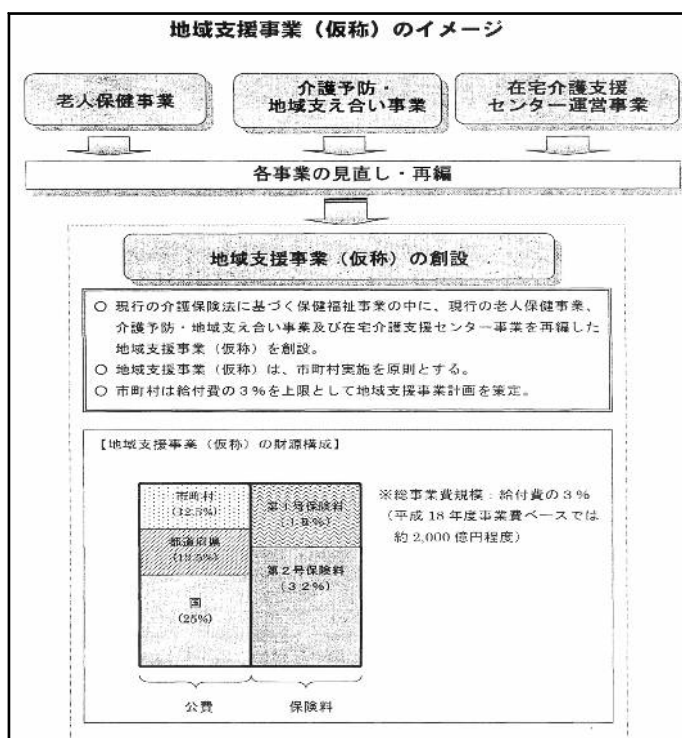 地域支援事業（仮称）のイメージ
老人保健事業
介護予防・
地域支え合い事業
在宅介護支援
センター運営事業
各事業の見直し・再編
地域支援事業（仮称）の創設
○ 現行の介護保険法に基づく保健福祉事業の中に、現行の老人保健事業、
介護予防・地域支え合い事業及び在宅介護支援センター事業を再編した
地域支援事業（仮称）を創設。
○ 地域支援事業（仮称）は、市町村実施を原則とする。
○ 市町村は給付費の３％を上限として地域支援事業計画を策定。
【地域支援事業（仮称）の財源構成】
市町村
(12.5%)
都道府県
(12.5%)
国
(25%)
第１号保険料
(１８%)
第２号保険料
(３２%)
※総事業費規模：給付費の３％
（平成 18 年度事業費ベースでは
約 2,000 億円程度）
公費
保険料